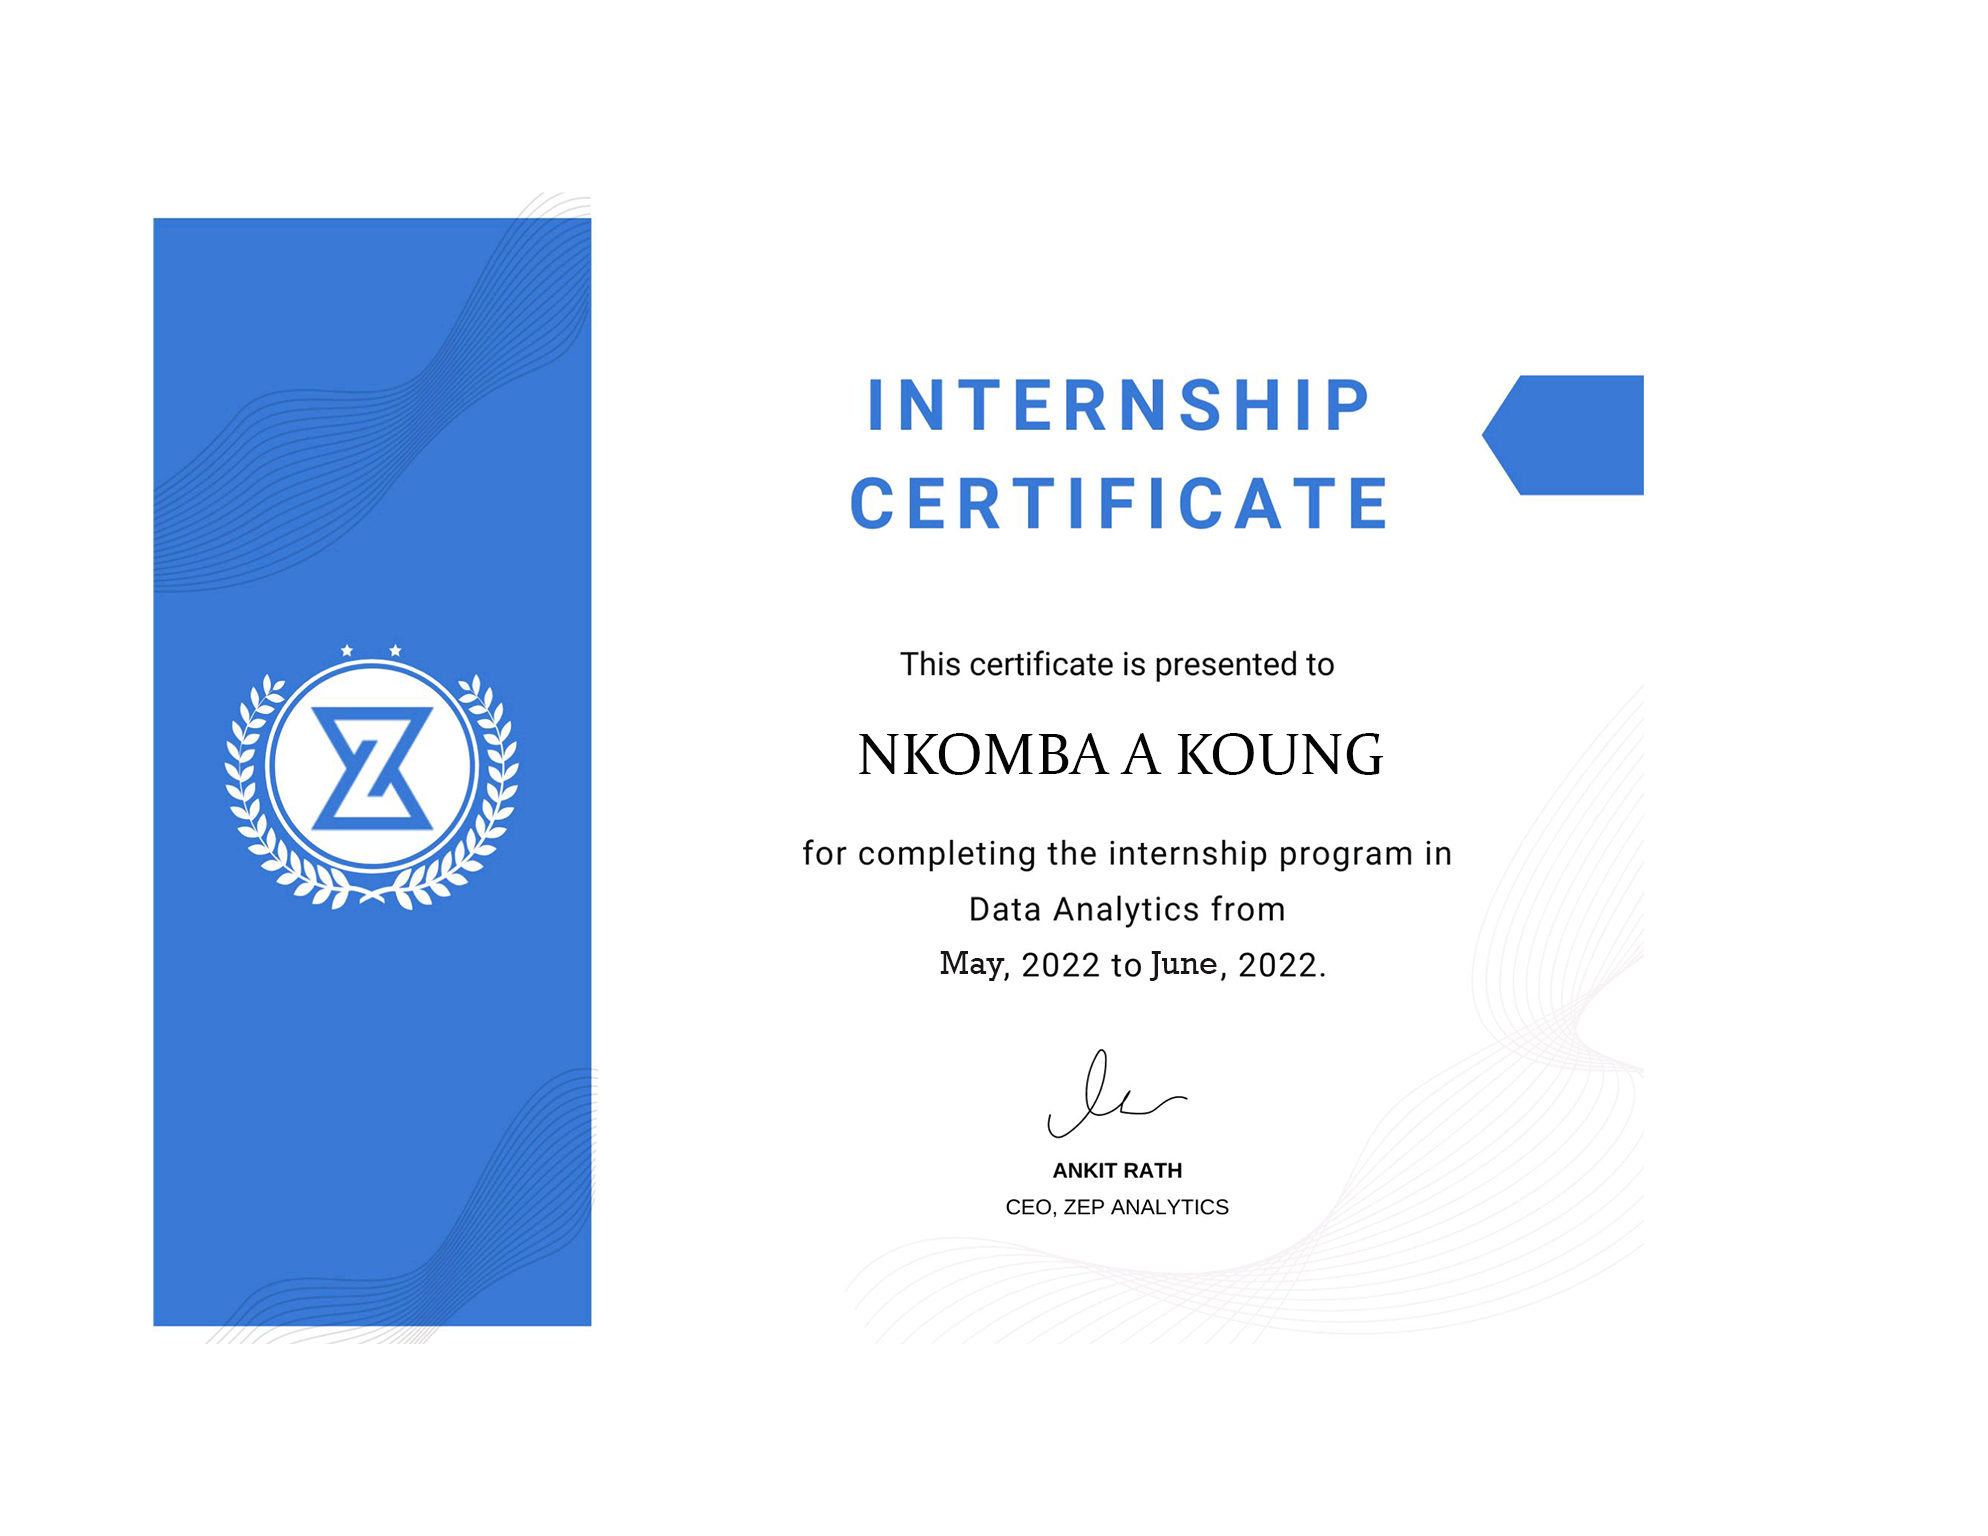 INTERNSHIP
CERTIFICATE
This certificate is presented to
NKOMBA A KOUNG
for completing the internship program in
Data Analytics from
May, 2022 to June, 2022.
ANKIT RATH
CEO, ZEP ANALYTICS